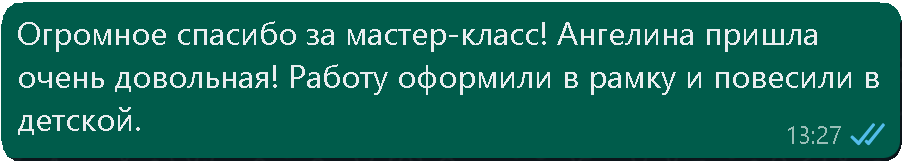 Огромное спасибо за мастер-класс! Ангелина пришла
очень довольная! Работу оформили в рамку и повесили в
детской.
13:27